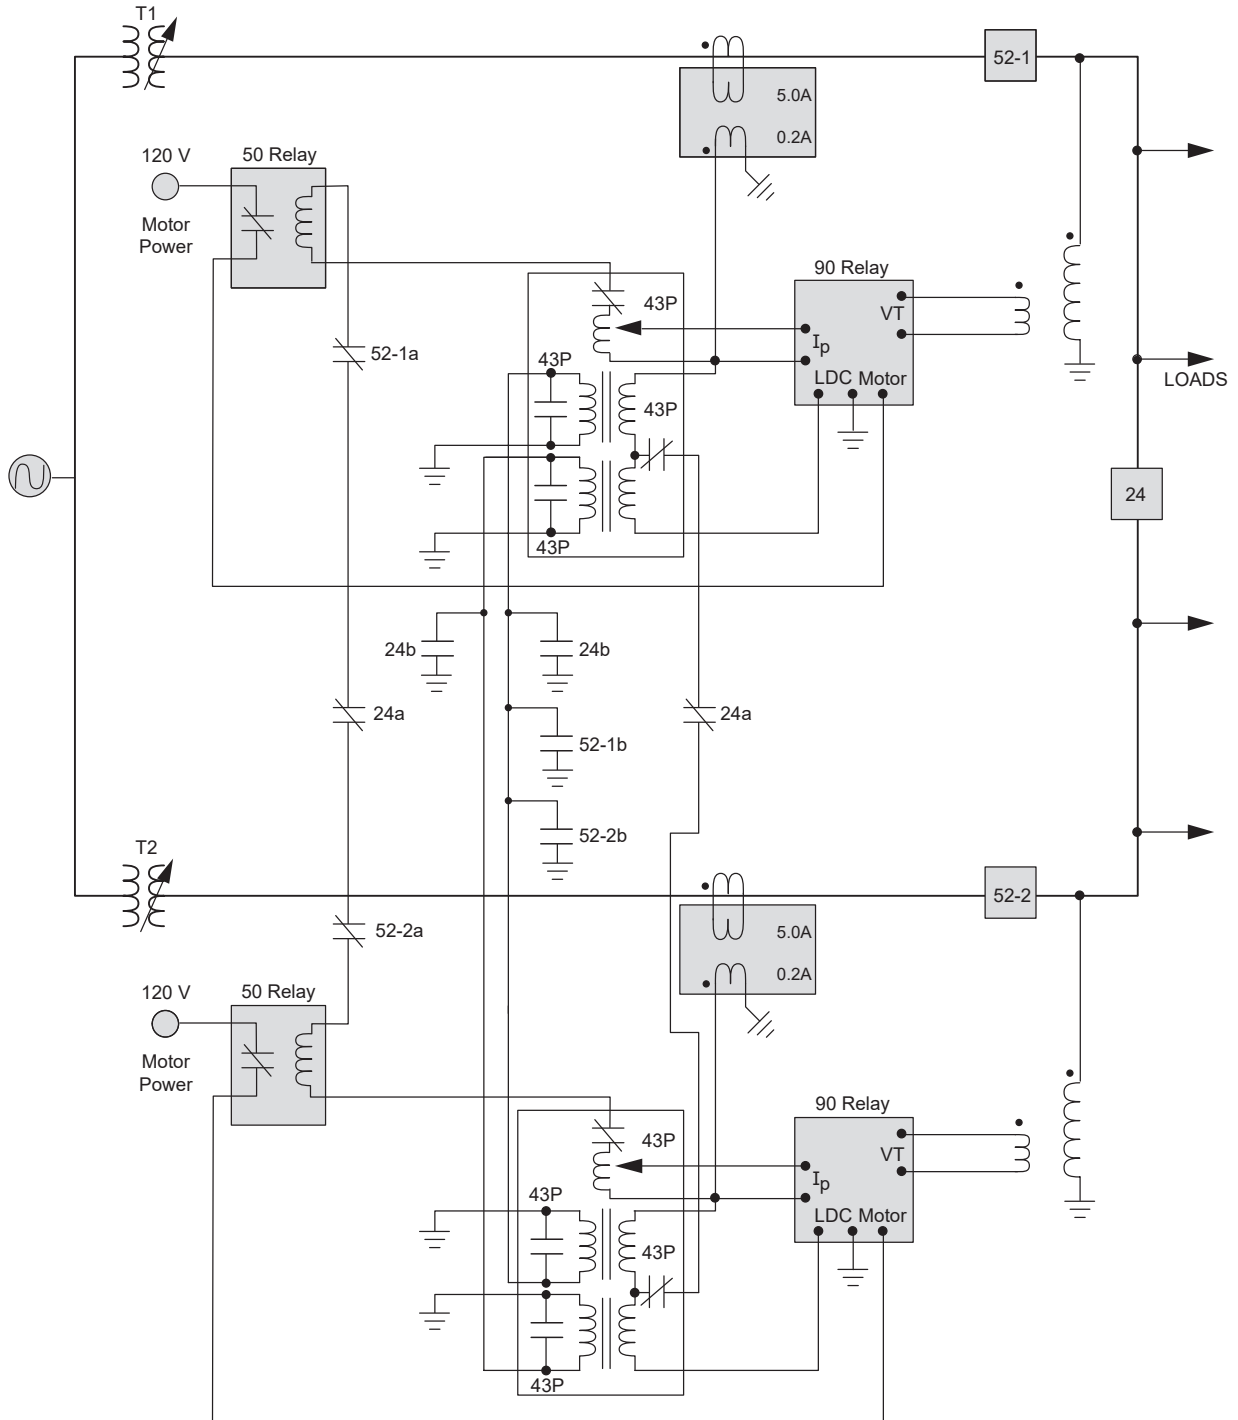 T1
52-1
5.0A
0.2A
120 V
50 Relay
Motor
Power
90 Relay
43P
VT
Ip
52-1a
43P
LDC Motor
LOADS
43P
24
43P
24b
24b
24a
24a
52-1b
52-2b
T2
52-2
52-2a
5.0A
0.2A
120 V
50 Relay
Motor
Power
90 Relay
43P
VT
Ip
43P
LDC Motor
43P
43P